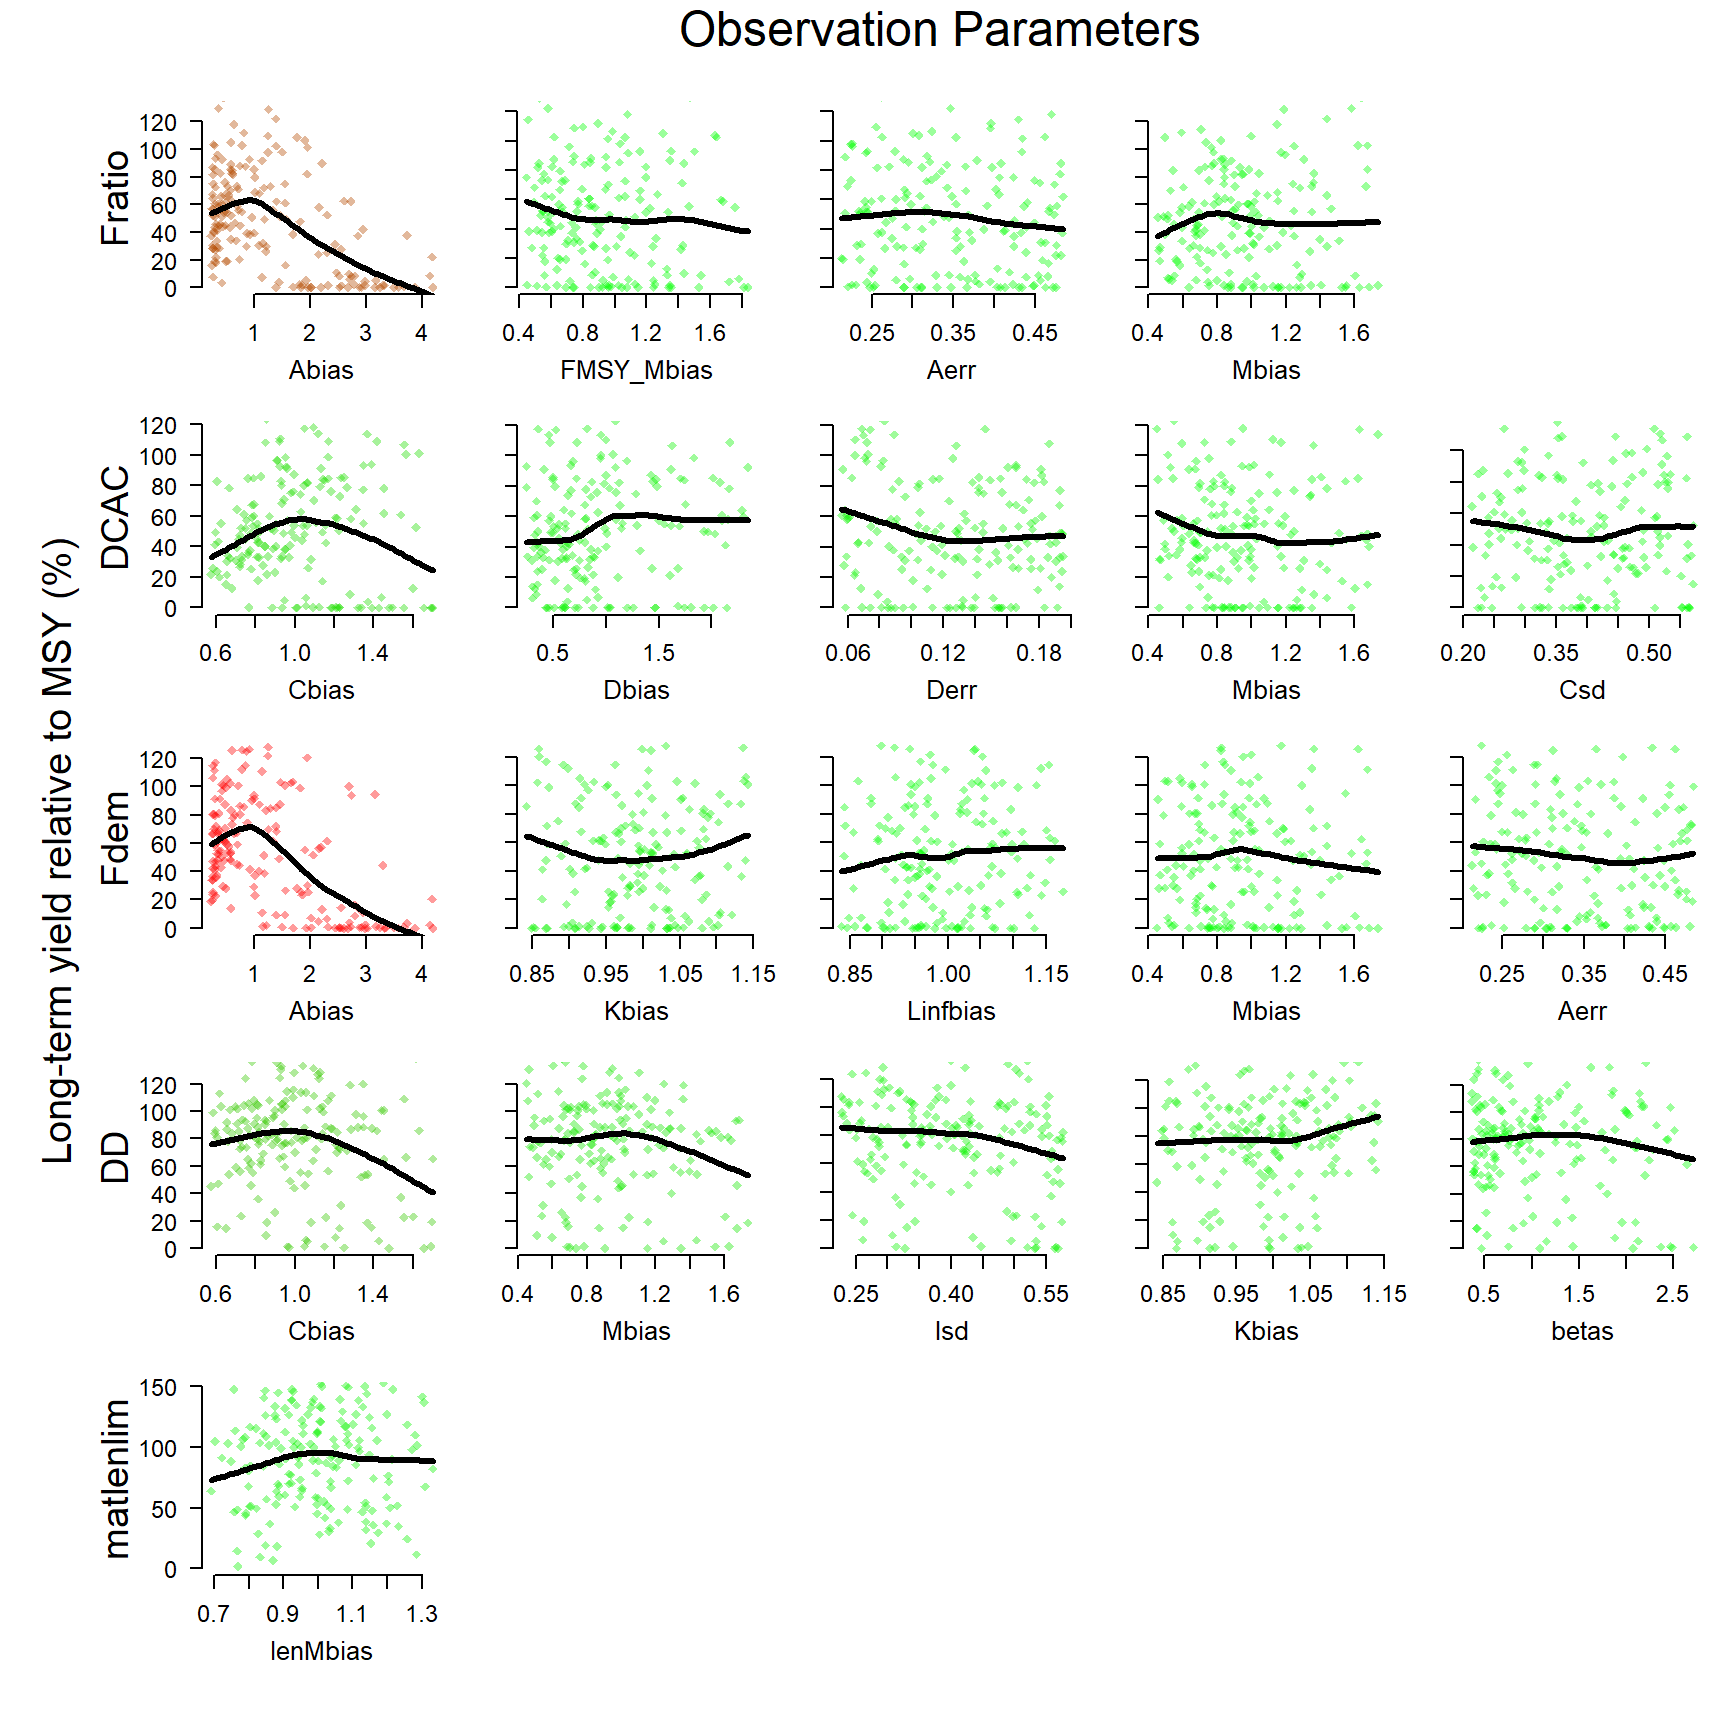 Observation Parameters
Long-term yield relative to MSY (%)
Fratio
120
100
80
60
40
20
0
1 2 3 4
Abias
0.4 0.8 1.2 1.6
FMSY_Mbias
0.25 0.35 0.45
Aerr
0.4 0.8 1.2 1.6
Mbias
DCAC
120
100
80
60
40
20
0
0.6 1.0 1.4
Cbias
0.5 1.5
Dbias
0.06 0.12 0.18
Derr
0.4 0.8 1.2 1.6
Mbias
0.20 0.35 0.50
Csd
Fdem
120
100
80
60
40
20
0
1 2 3 4
Abias
0.85 0.95 1.05 1.15
Kbias
0.85 1.00 1.15
Linfbias
0.4 0.8 1.2 1.6
Mbias
0.25 0.35 0.45
Aerr
DD
120
100
80
60
40
20
0
0.6 1.0 1.4
Cbias
0.4 0.8 1.2 1.6
Mbias
0.25 0.40 0.55
Isd
0.85 0.95 1.05 1.15
Kbias
0.5 1.5 2.5
betas
matlenlim
150
100
50
0
0.7 0.9 1.1 1.3
lenMbias